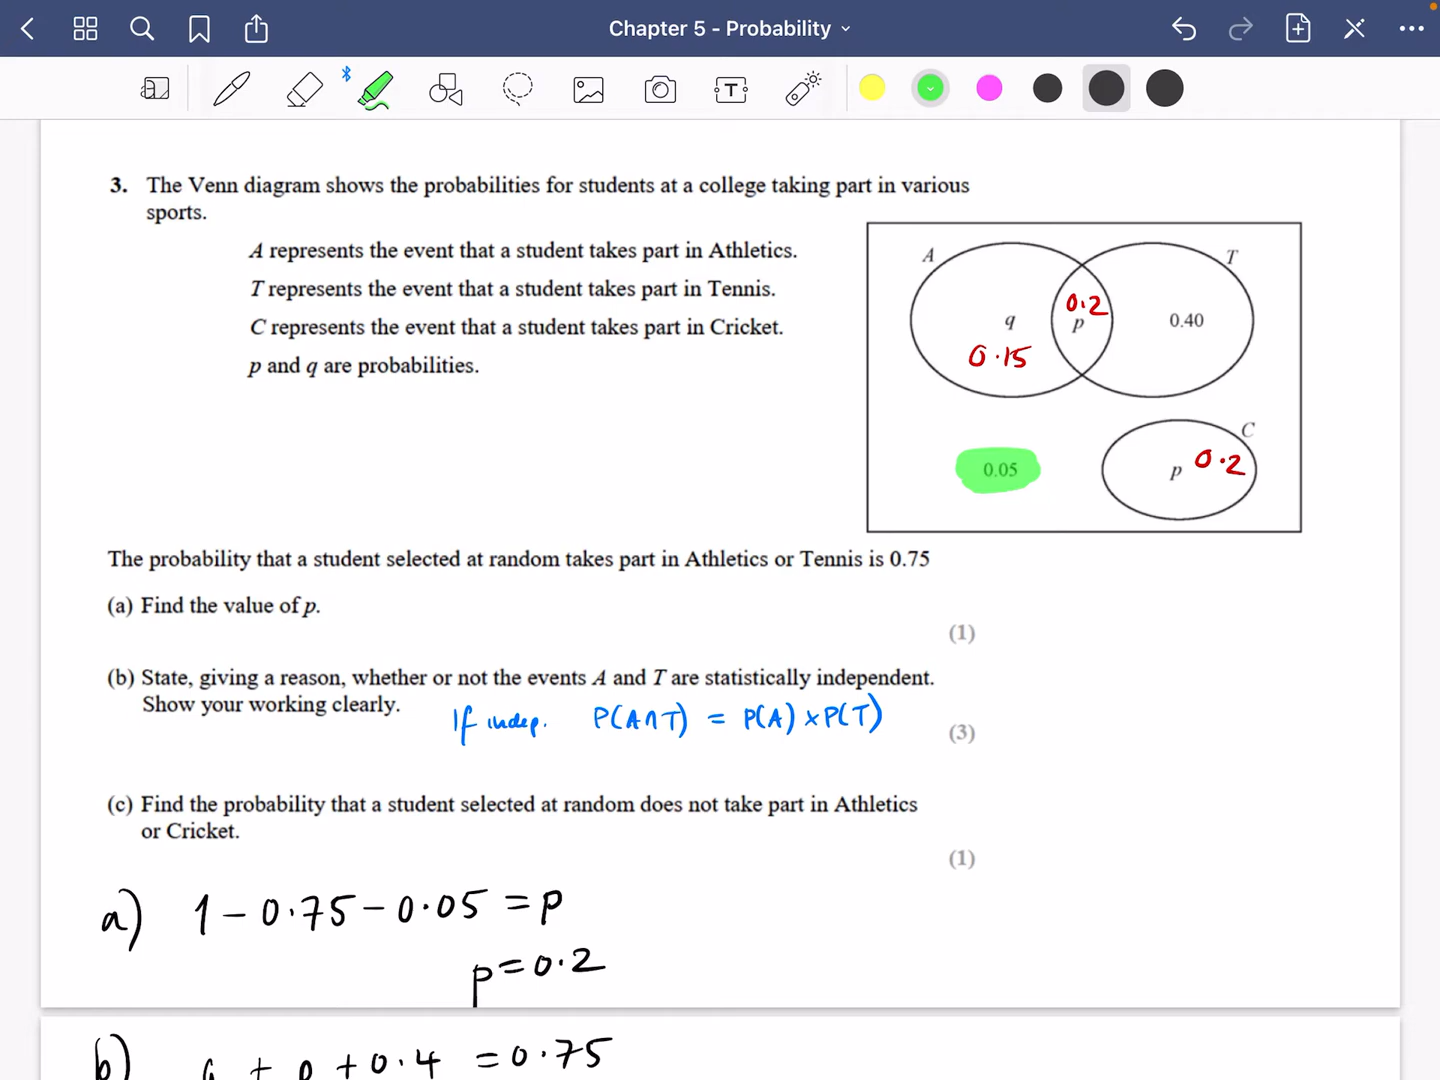 Chapter 5 - Probability
3. The Venn diagram shows the probabilities for students at a college taking part in various
sports.
A represents the event that a student takes part in Athletics.
T represents the event that a student takes part in Tennis.
C represents the event that a student takes part in Cricket.
p and q are probabilities.
A
T
0.2
q
p
0.40
0.15
C
0.05
p
0.2
The probability that a student selected at random takes part in Athletics or Tennis is 0.75
(a) Find the value of p.
(1)
(b) State, giving a reason, whether or not the events A and T are statistically independent.
Show your working clearly.
If indep. P(A∩T) = P(A) × P(T)
(3)
(c) Find the probability that a student selected at random does not take part in Athletics
or Cricket.
(1)
a) 1 - 0.75 - 0.05 = p
p = 0.2
b) q + p + 0.4 = 0.75